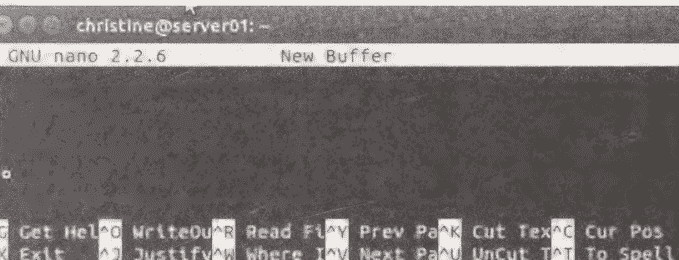 christine@server01: ~
GNU nano 2.2.6 New Buffer
G Get Hel^O WriteOu^R Read Fi^Y Prev Pa^K Cut Tex^C Cur Pos
X Exit ^J Justify^W Where I^V Next Pa^U UnCut T^T To Spell